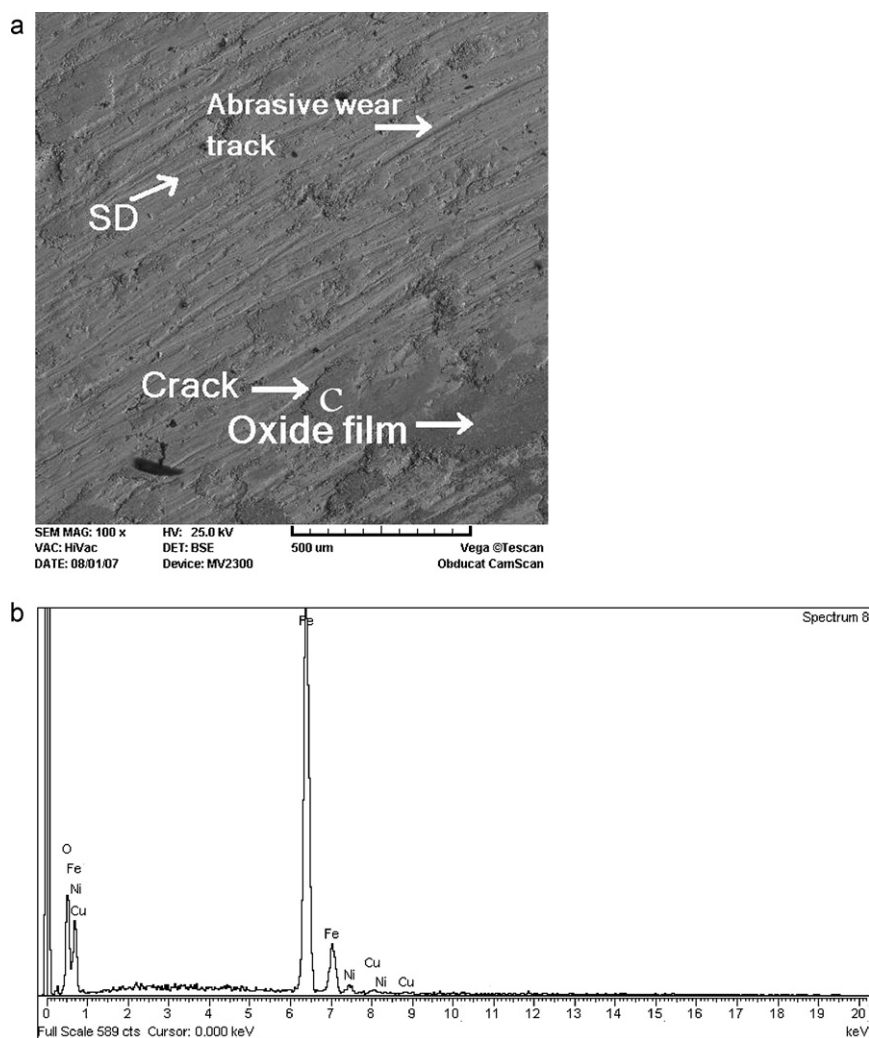 a
Abrasive wear
track
SD
Crack
C
Oxide film
SEM MAG: 100 x HV: 25.0 kV
VAC: HiVac DET: BSE 500 um Vega ©Tescan
DATE: 08/01/07 Device: MV2300 Obducat CamScan
b
Spectrum 8
Fe
O
Fe
Ni
Cu
Fe
Ni
Cu
Ni
Cu
0 1 2 3 4 5 6 7 8 9 10 11 12 13 14 15 16 17 18 19 20
Full Scale 589 cts Cursor: 0.000 keV keV